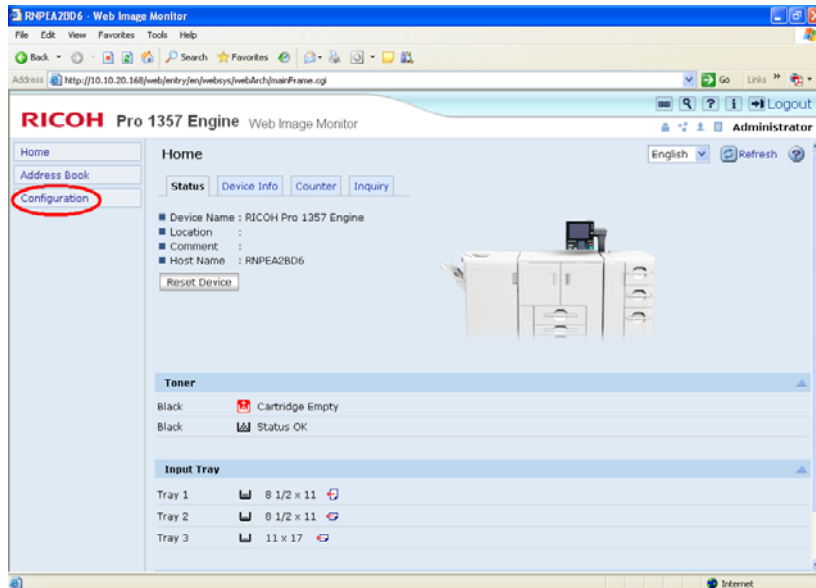 RNPEA2BD6 - Web Image Monitor
File Edit View Favorites Tools Help
Back Search Favorites
Address http://10.10.20.168/web/entry/en/websys/webArch/mainFrame.cgi Go Links »
Logout
RICOH Pro 1357 Engine Web Image Monitor
Administrator
Home
Address Book
Configuration
Home
English Refresh ?
Status Device Info Counter Inquiry
Device Name : RICOH Pro 1357 Engine
Location :
Comment :
Host Name : RNPEA2BD6
Reset Device
Toner
Black Cartridge Empty
Black Status OK
Input Tray
Tray 1 8 1/2 x 11
Tray 2 8 1/2 x 11
Tray 3 11 x 17
Internet